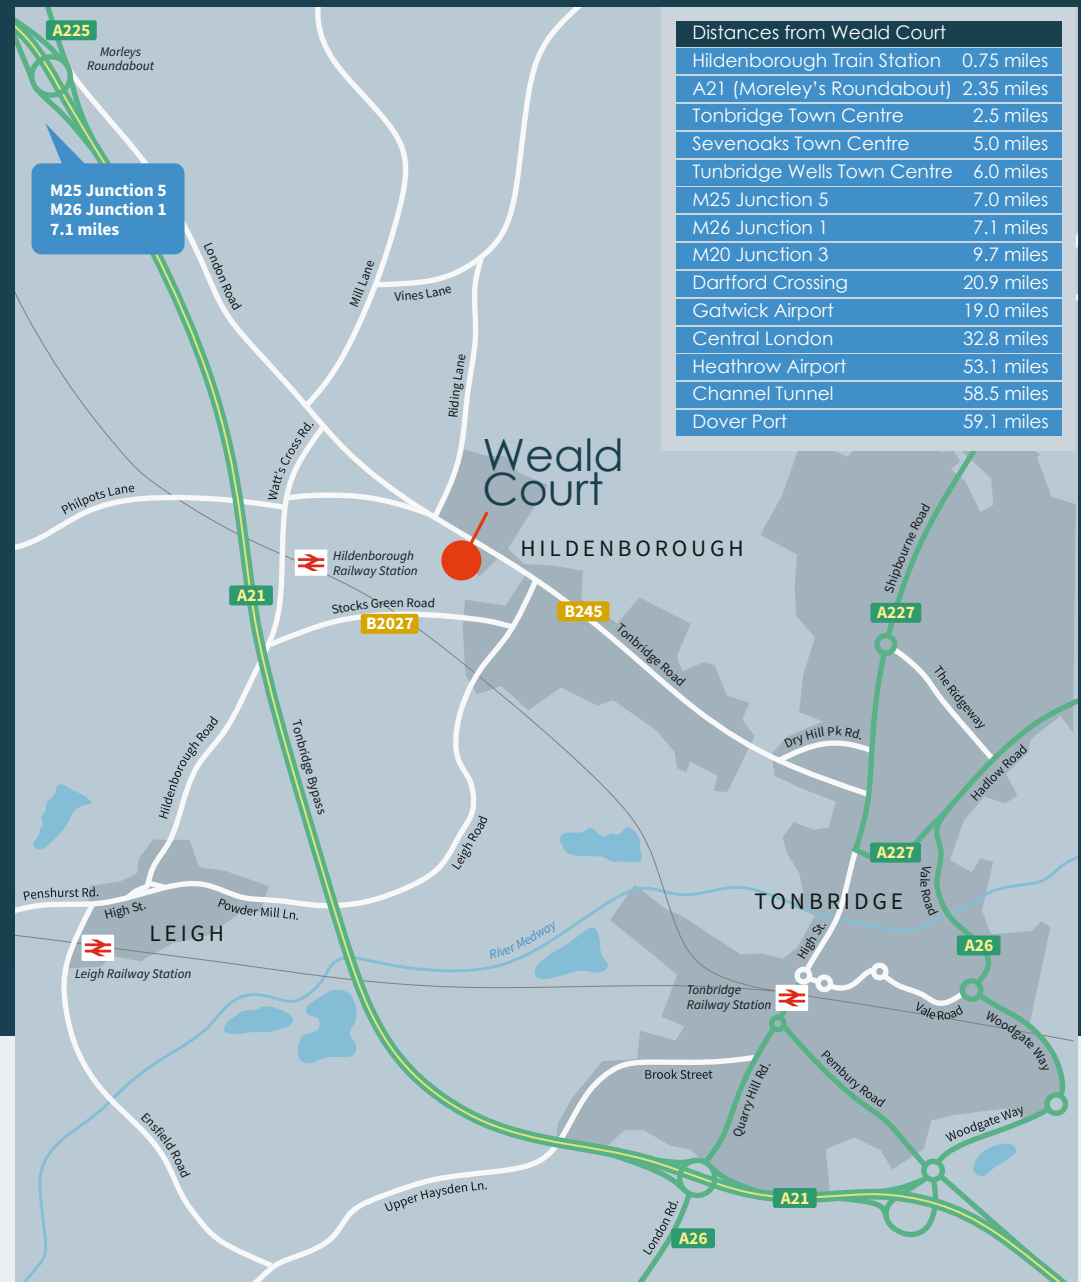 A225
Morleys
Roundabout
Distances from Weald Court
Hildenborough Train Station 0.75 miles
A21 (Moreley’s Roundabout) 2.35 miles
Tonbridge Town Centre 2.5 miles
Sevenoaks Town Centre 5.0 miles
Tunbridge Wells Town Centre 6.0 miles
M25 Junction 5 7.0 miles
M26 Junction 1 7.1 miles
M20 Junction 3 9.7 miles
Dartford Crossing 20.9 miles
Gatwick Airport 19.0 miles
Central London 32.8 miles
Heathrow Airport 53.1 miles
Channel Tunnel 58.5 miles
Dover Port 59.1 miles
M25 Junction 5
M26 Junction 1
7.1 miles
London Road
Mill Lane
Vines Lane
Riding Lane
Watt's Cross Rd.
Weald
Court
Philpots Lane
Shipbourne Road
HILDENBOROUGH
Hildenborough
Railway Station
A21
Stocks Green Road
B2027
B245
A227
Tonbridge Road
The Ridgeway
Dry Hill Pk Rd.
Hildenborough Road
Tonbridge Bypass
Hadlow Road
Leigh Road
A227
Vale Road
Penshurst Rd.
High St.
Powder Mill Ln.
TONBRIDGE
LEIGH
River Medway
High St.
A26
Leigh Railway Station
Tonbridge
Railway Station
Vale Road
Woodgate Way
Brook Street
Quarry Hill Rd.
Pembury Road
Woodgate Way
Ensfield Road
Upper Haysden Ln.
A21
London Rd.
A26